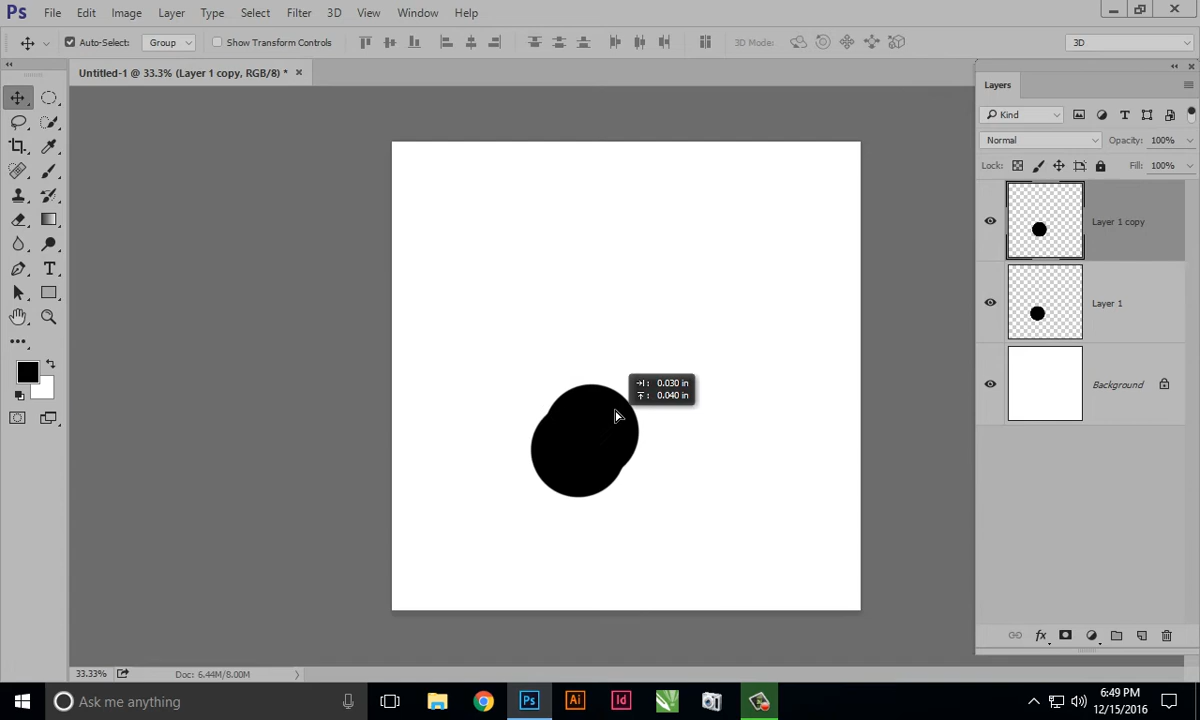 Ps File Edit Image Layer Type Select Filter 3D View Window Help
Auto-Select: Group Show Transform Controls 3D Mode: 3D
Untitled-1 @ 33.3% (Layer 1 copy, RGB/8) * ×
Layers
Kind
Normal Opacity: 100%
Lock: Fill: 100%
Layer 1 copy
Layer 1
Background
0.030 in
0.040 in
33.33% Doc: 6.44M/8.00M
Ask me anything
Ps Ai Id
6:49 PM
12/15/2016